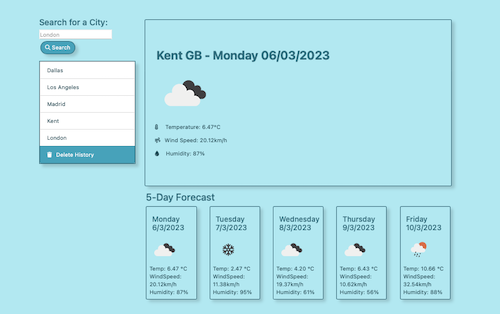 Search for a City:
London
Search
Dallas
Los Angeles
Madrid
Kent
London
Delete History
Kent GB - Monday 06/03/2023
Temperature: 6.47°C
Wind Speed: 20.12km/h
Humidity: 87%
5-Day Forecast
Monday
6/3/2023
Temp: 6.47 °C
WindSpeed:
20.12km/h
Humidity: 87%
Tuesday
7/3/2023
Temp: 2.47 °C
WindSpeed:
11.38km/h
Humidity: 95%
Wednesday
8/3/2023
Temp: 4.20 °C
WindSpeed:
19.37km/h
Humidity: 61%
Thursday
9/3/2023
Temp: 6.43 °C
WindSpeed:
10.62km/h
Humidity: 56%
Friday
10/3/2023
Temp: 10.66 °C
WindSpeed:
32.54km/h
Humidity: 88%